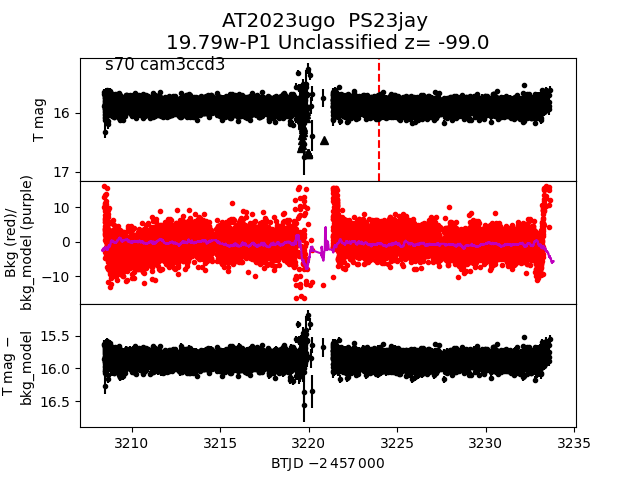 AT2023ugo  PS23jay
19.79w-P1 Unclassified z= -99.0
s70 cam3ccd3
T mag
16
17
Bkg (red)/
bkg_model (purple)
10
0
−10
T mag −
bkg_model
15.5
16.0
16.5
3210
3215
3220
3225
3230
3235
BTJD −2 457 000